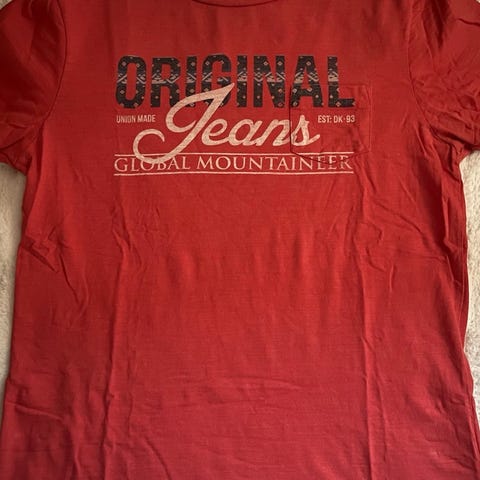 ORIGINAL
UNION MADE Jeans EST: DK-93
GLOBAL MOUNTAINEER